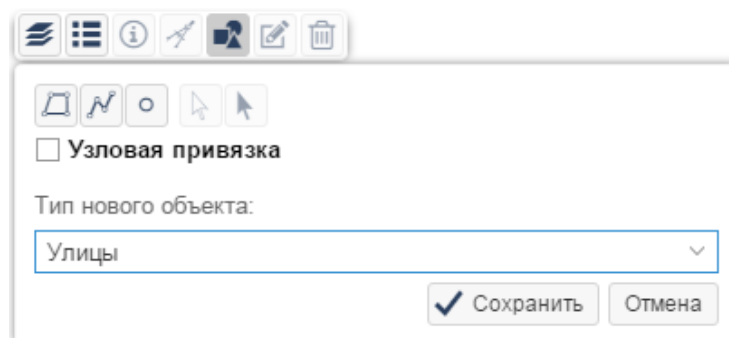 Узловая привязка
Тип нового объекта:
Улицы
Сохранить Отмена